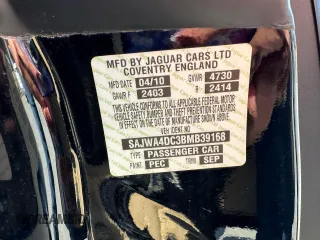 MFD BY JAGUAR CARS LTD
COVENTRY ENGLAND
MFD DATE 04/10 GVWR 4730
GAWR F 2403 R 2414
THIS VEHICLE CONFORMS TO ALL APPLICABLE FEDERAL MOTOR
VEHICLE SAFETY BUMPER AND THEFT PREVENTION STANDARDS
IN EFFECT ON THE DATE OF MANUFACTURE SHOWN ABOVE
VEH IDENT NO
SAJWA4DC3BMB39168
TYPE PASSENGER CAR
PAINT PEC TRIM SEP